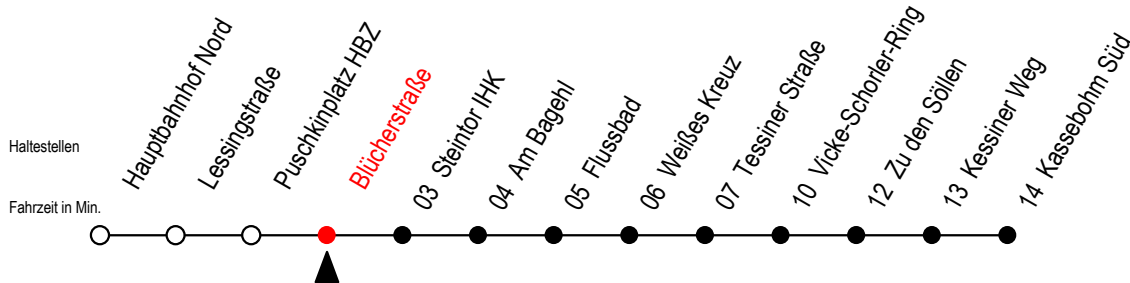 Haltestellen
Fahrzeit in Min.
Hauptbahnhof Nord
Lessingstraße
Puschkinplatz HBZ
Blücherstraße
03 Steintor IHK
04 Am Bagehl
05 Flussbad
06 Weißes Kreuz
07 Tessiner Straße
10 Vicke-Schorler-Ring
12 Zu den Söllen
13 Kessiner Weg
14 Kassebohm Süd